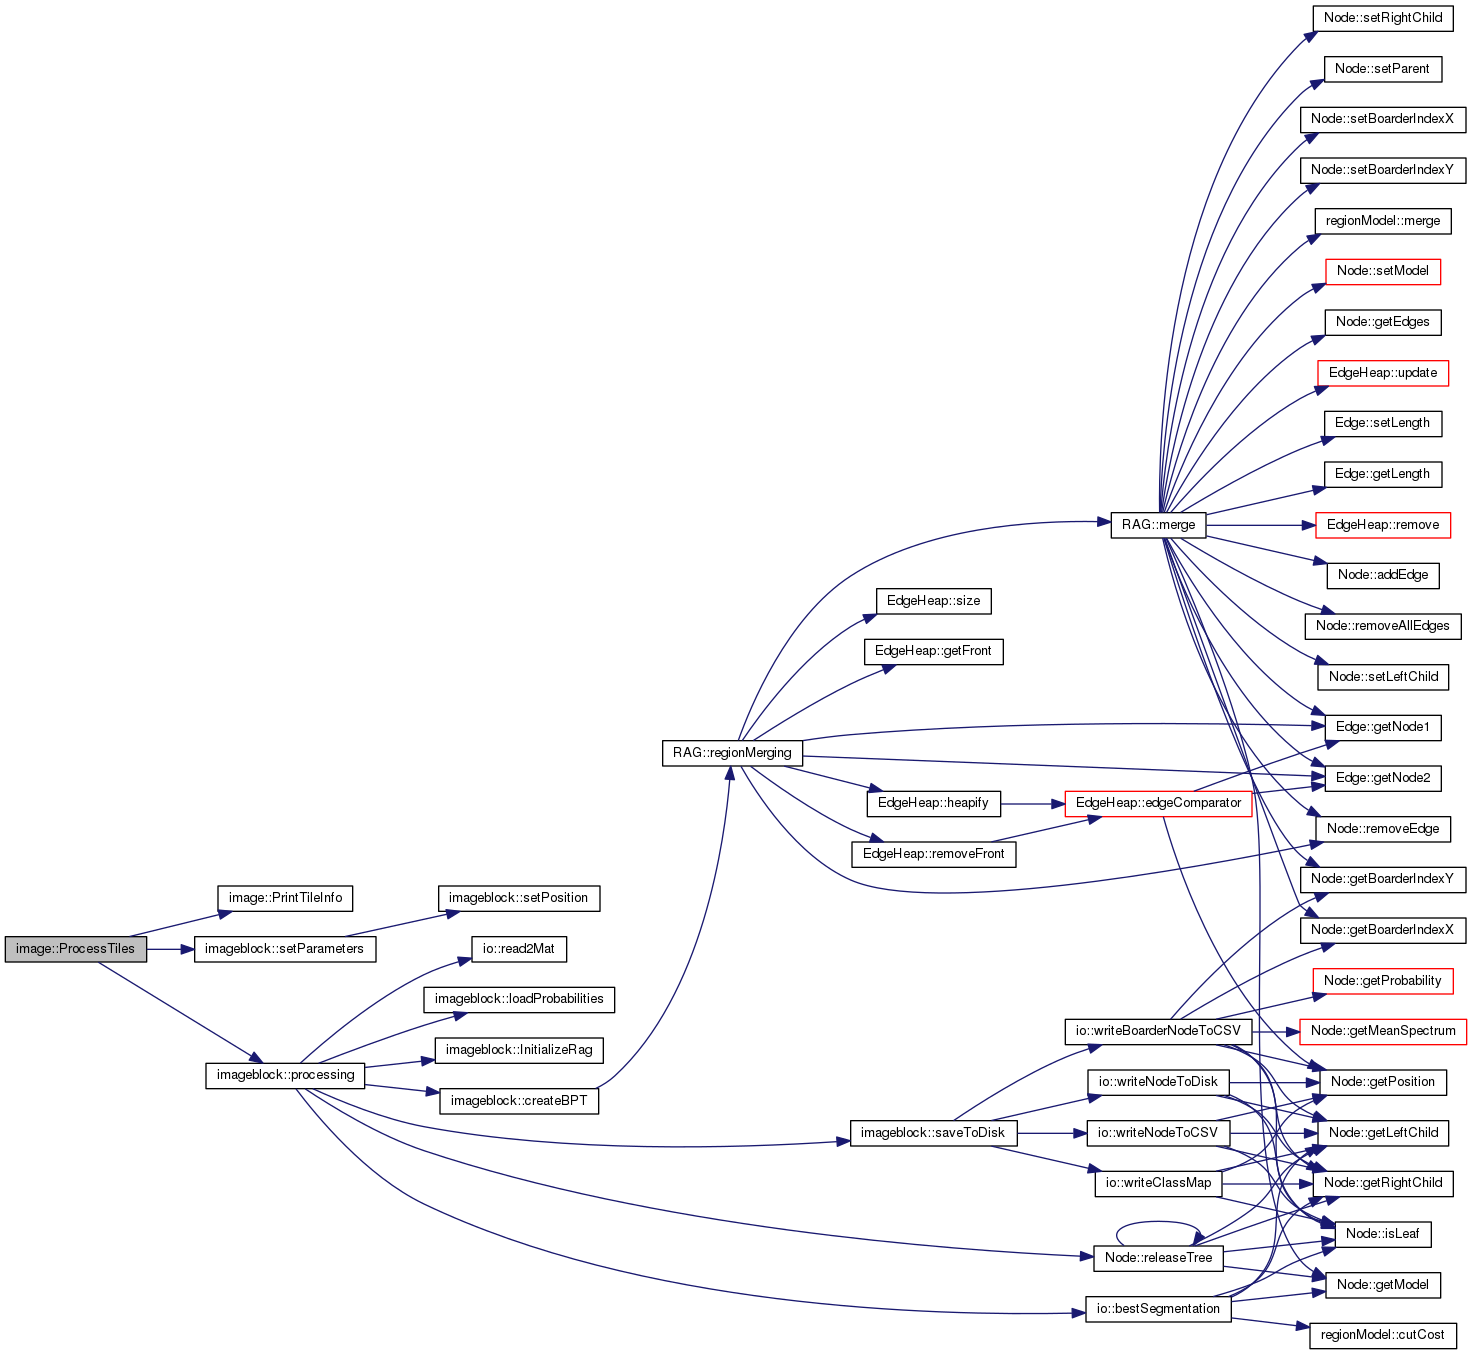 Node::setRightChild
Node::setParent
Node::setBoarderIndexX
Node::setBoarderIndexY
regionModel::merge
Node::setModel
Node::getEdges
EdgeHeap::update
Edge::setLength
Edge::getLength
RAG::merge
EdgeHeap::remove
Node::addEdge
EdgeHeap::size
Node::removeAllEdges
EdgeHeap::getFront
Node::setLeftChild
Edge::getNode1
RAG::regionMerging
Edge::getNode2
EdgeHeap::heapify
EdgeHeap::edgeComparator
Node::removeEdge
EdgeHeap::removeFront
Node::getBoarderIndexY
image::PrintTileInfo
imageblock::setPosition
Node::getBoarderIndexX
image::ProcessTiles
imageblock::setParameters
io::read2Mat
Node::getProbability
imageblock::loadProbabilities
io::writeBoarderNodeToCSV
Node::getMeanSpectrum
imageblock::InitializeRag
imageblock::processing
io::writeNodeToDisk
Node::getPosition
imageblock::createBPT
imageblock::saveToDisk
io::writeNodeToCSV
Node::getLeftChild
io::writeClassMap
Node::getRightChild
Node::isLeaf
Node::releaseTree
Node::getModel
io::bestSegmentation
regionModel::cutCost